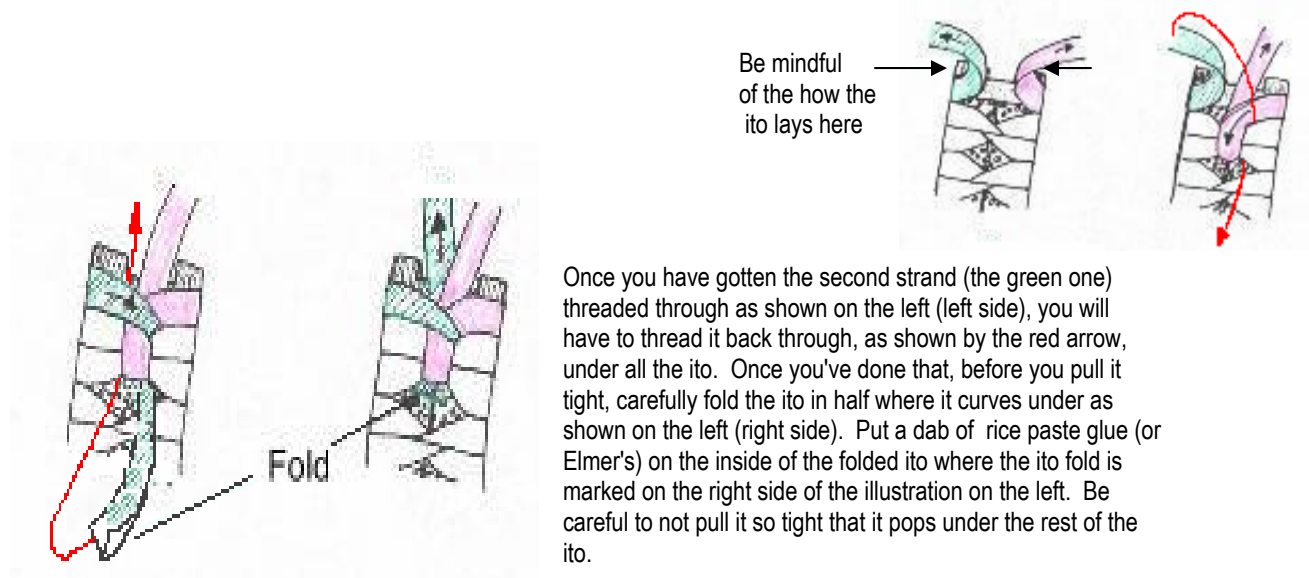 Be mindful
of the how the
ito lays here
Once you have gotten the second strand (the green one)
threaded through as shown on the left (left side), you will
have to thread it back through, as shown by the red arrow,
under all the ito.  Once you've done that, before you pull it
tight, carefully fold the ito in half where it curves under as
shown on the left (right side).  Put a dab of  rice paste glue (or
Elmer's) on the inside of the folded ito where the ito fold is
marked on the right side of the illustration on the left.  Be
careful to not pull it so tight that it pops under the rest of the
ito.
Fold